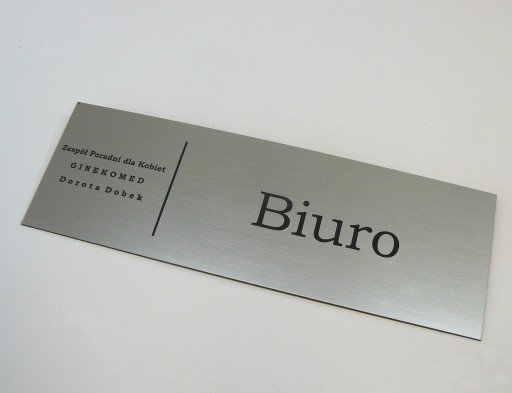 Zespół Poradni dla Kobiet
GINEKOMED
Dorota Dobek
Biuro